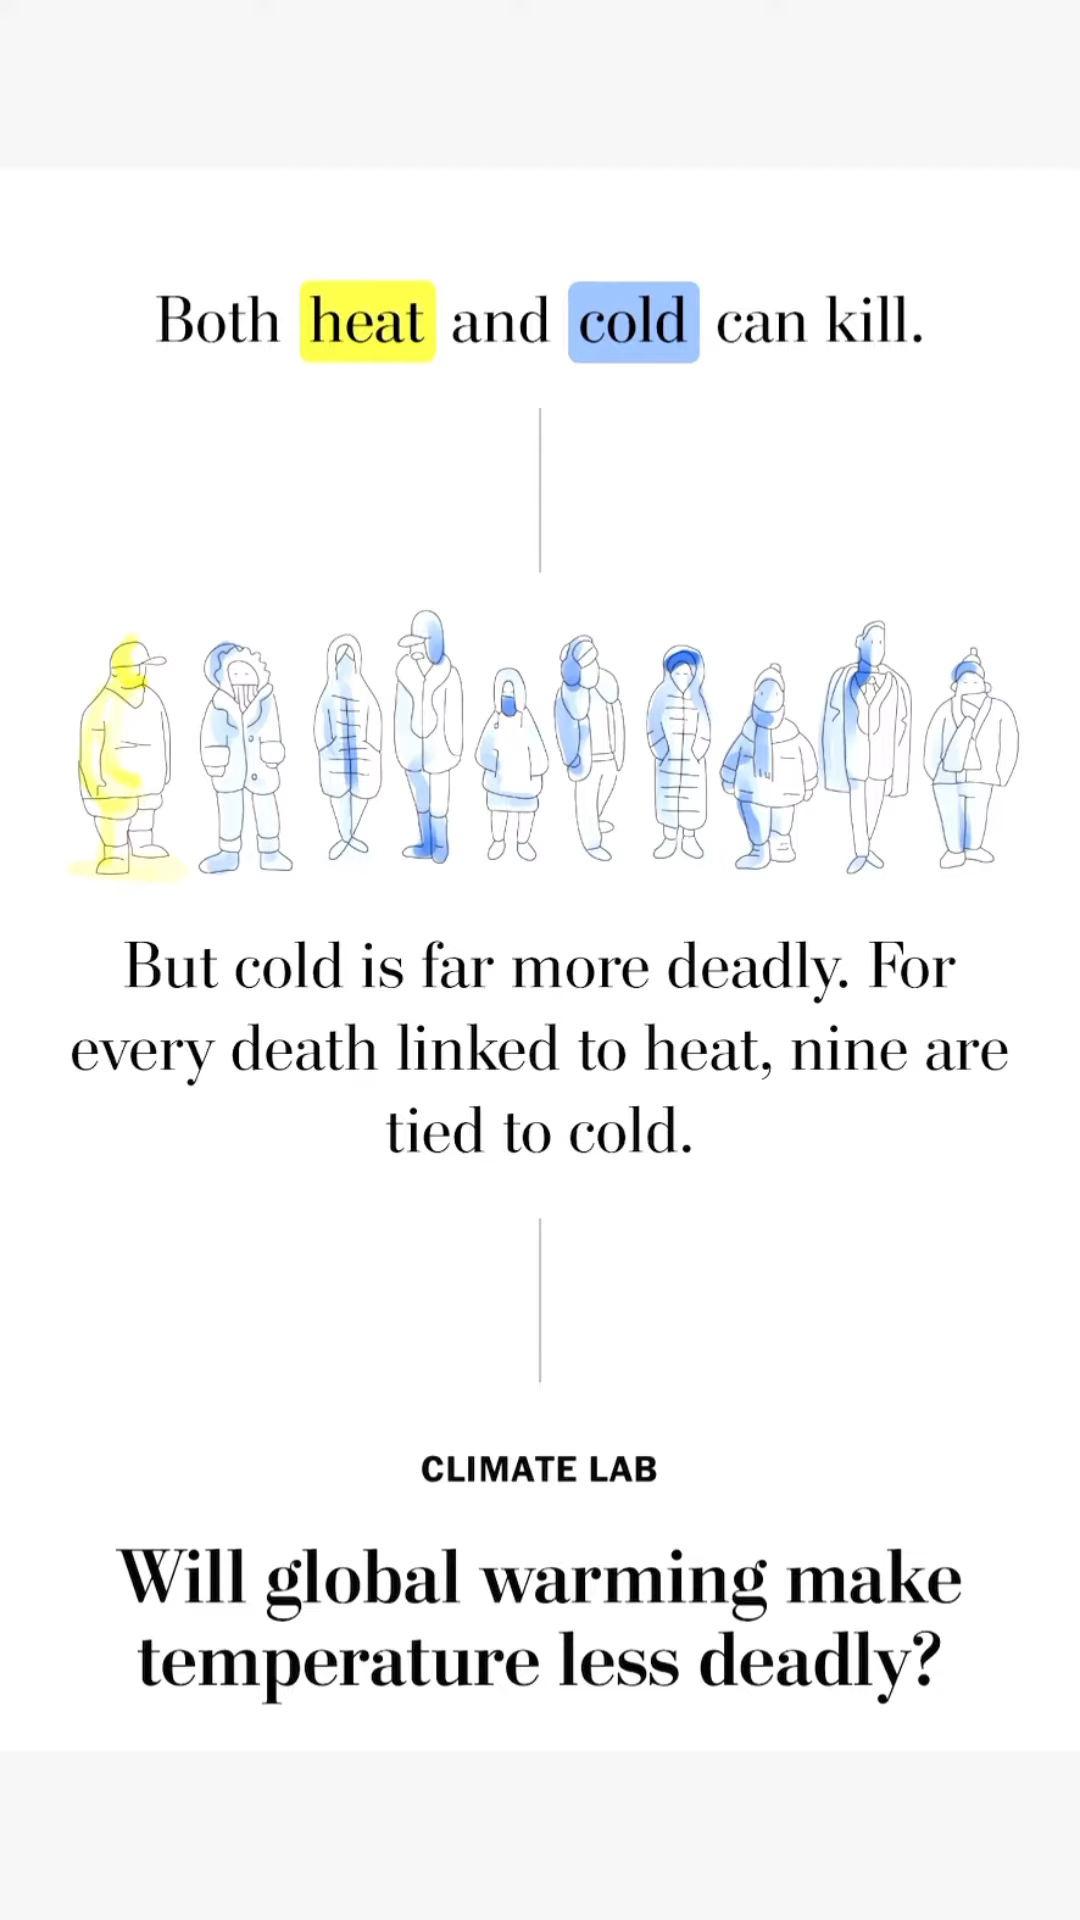 Both heat and cold can kill.
But cold is far more deadly. For
every death linked to heat, nine are
tied to cold.
CLIMATE LAB
Will global warming make
temperature less deadly?